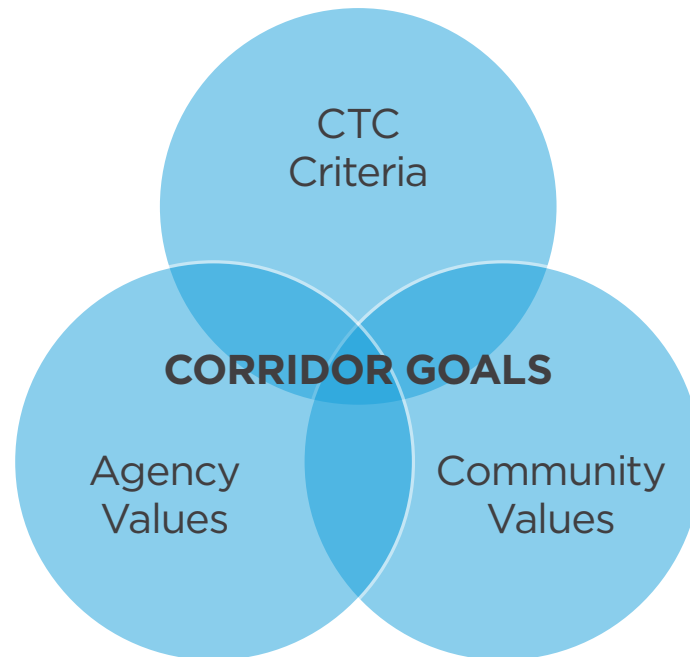 CTC
Criteria
CORRIDOR GOALS
Agency
Values
Community
Values